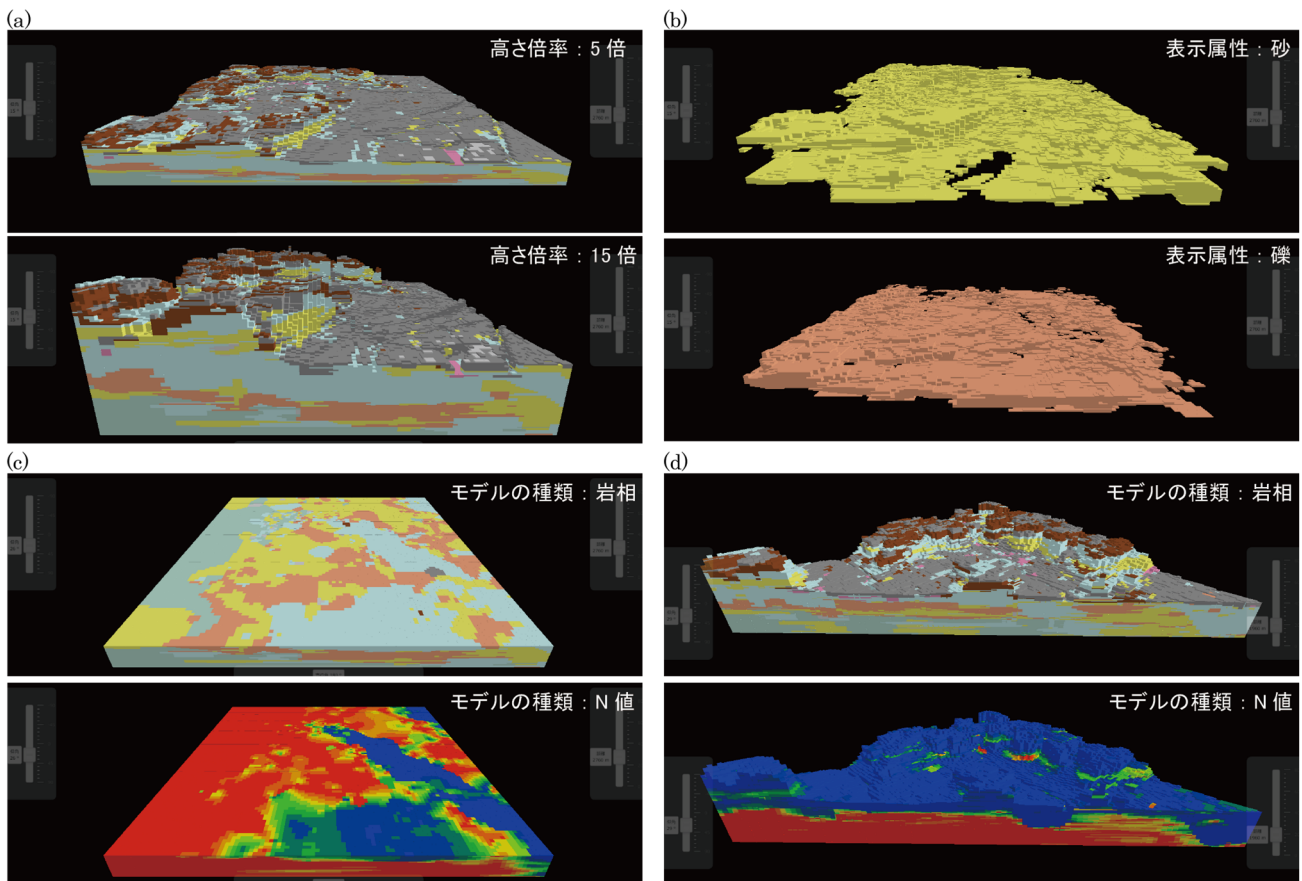 (a)
高さ倍率：5 倍
高さ倍率：15 倍
(b)
表示属性：砂
表示属性：礫
(c)
モデルの種類：岩相
モデルの種類：N 値
(d)
モデルの種類：岩相
モデルの種類：N 値